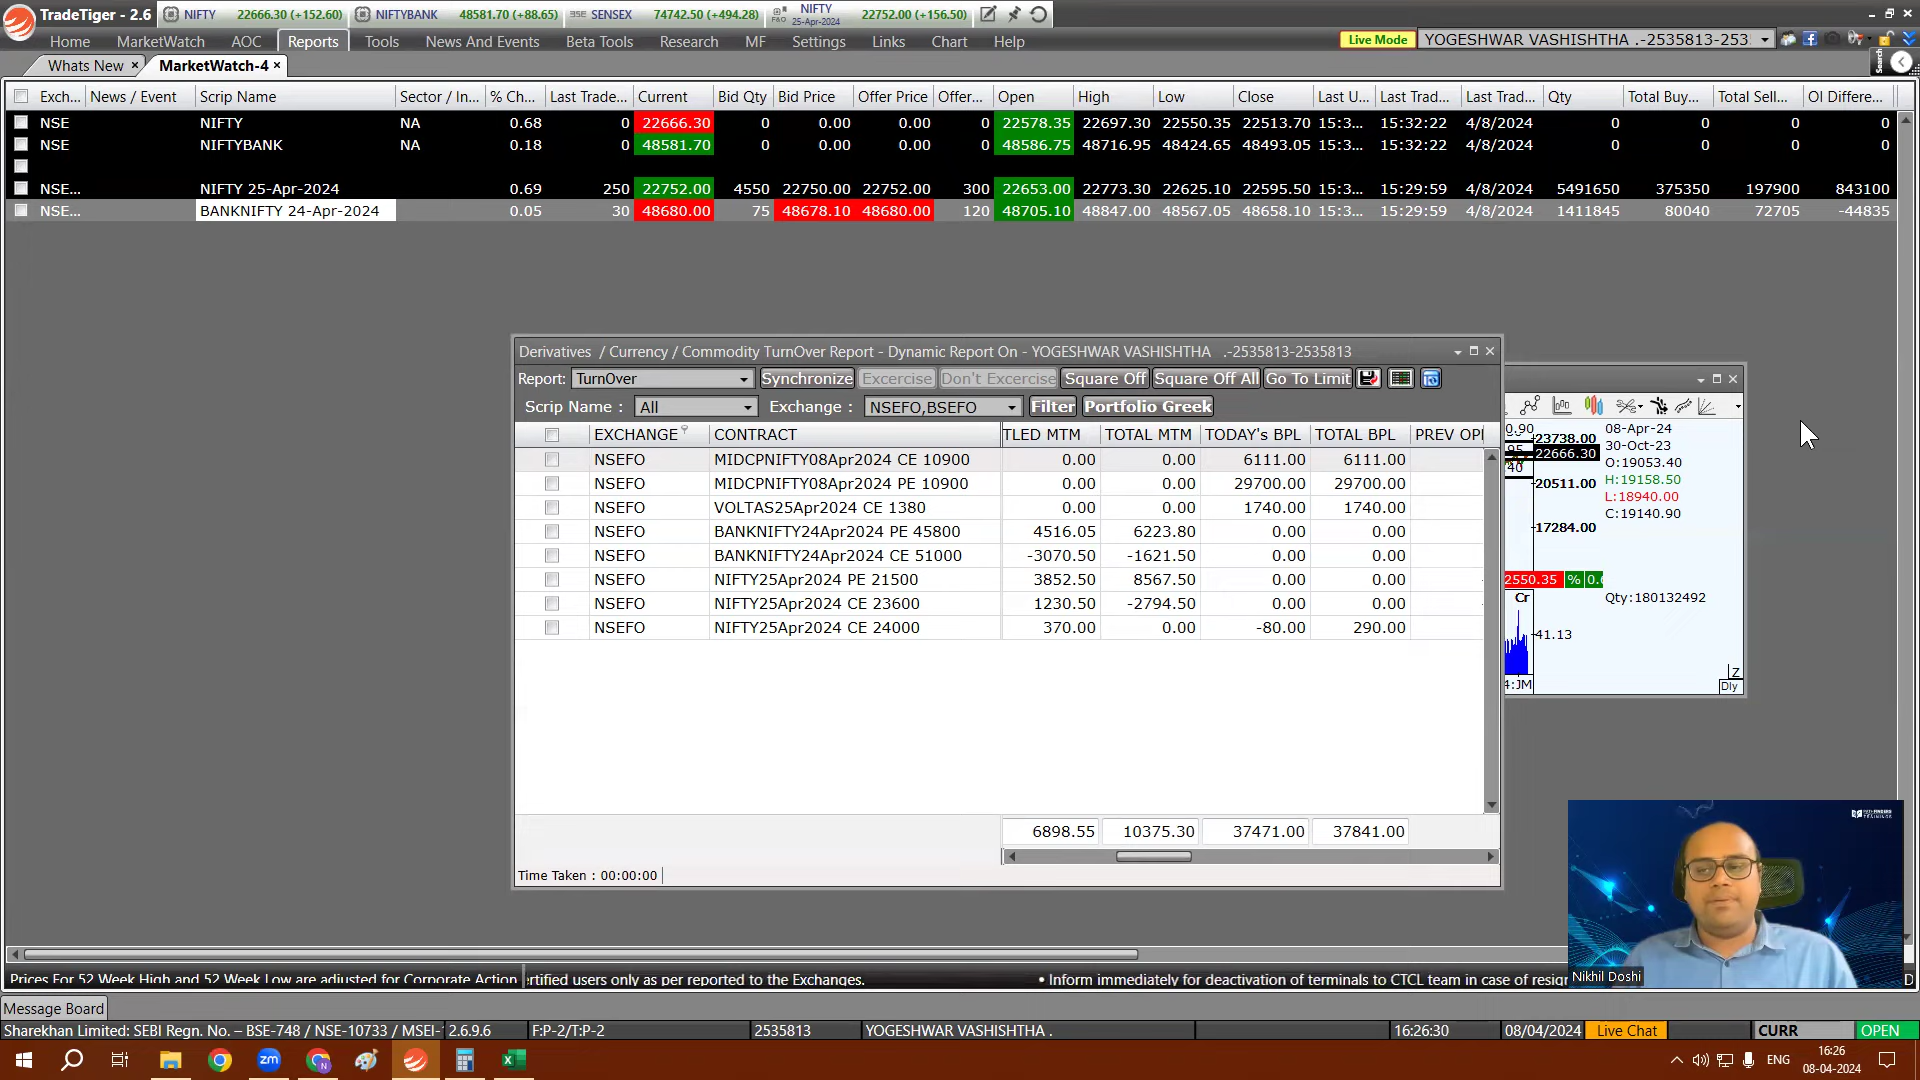 TradeTiger - 2.6 NIFTY 22666.30 (+152.60) NIFTYBANK 48581.70 (+88.65) BSE SENSEX 74742.50 (+494.28) F&O NIFTY 25-Apr-2024 22752.00 (+156.50)
Home MarketWatch AOC Reports Tools News And Events Beta Tools Research MF Settings Links Chart Help Live Mode YOGESHWAR VASHISHTHA .-2535813-253
Whats New × MarketWatch-4 × Search
Exch... News / Event Scrip Name Sector / In... % Ch... Last Trade... Current Bid Qty Bid Price Offer Price Offer... Open High Low Close Last U... Last Trad... Last Trad... Qty Total Buy... Total Sell... OI Differe...
NSE NIFTY NA 0.68 0 22666.30 0 0.00 0.00 0 22578.35 22697.30 22550.35 22513.70 15:3... 15:32:22 4/8/2024 0 0 0 0
NSE NIFTYBANK NA 0.18 0 48581.70 0 0.00 0.00 0 48586.75 48716.95 48424.65 48493.05 15:3... 15:32:22 4/8/2024 0 0 0 0
NSE... NIFTY 25-Apr-2024 0.69 250 22752.00 4550 22750.00 22752.00 300 22653.00 22773.30 22625.10 22595.50 15:3... 15:29:59 4/8/2024 5491650 375350 197900 843100
NSE... BANKNIFTY 24-Apr-2024 0.05 30 48680.00 75 48678.10 48680.00 120 48705.10 48847.00 48567.05 48658.10 15:3... 15:29:59 4/8/2024 1411845 80040 72705 -44835
Derivatives / Currency / Commodity TurnOver Report - Dynamic Report On - YOGESHWAR VASHISHTHA .-2535813-2535813
Report: TurnOver Synchronize Excercise Don't Excercise Square Off Square Off All Go To Limit
Scrip Name : All Exchange : NSEFO,BSEFO Filter Portfolio Greek
EXCHANGE CONTRACT TLED MTM TOTAL MTM TODAY's BPL TOTAL BPL PREV OP
NSEFO MIDCPNIFTY08Apr2024 CE 10900 0.00 0.00 6111.00 6111.00
NSEFO MIDCPNIFTY08Apr2024 PE 10900 0.00 0.00 29700.00 29700.00
NSEFO VOLTAS25Apr2024 CE 1380 0.00 0.00 1740.00 1740.00
NSEFO BANKNIFTY24Apr2024 PE 45800 4516.05 6223.80 0.00 0.00
NSEFO BANKNIFTY24Apr2024 CE 51000 -3070.50 -1621.50 0.00 0.00
NSEFO NIFTY25Apr2024 PE 21500 3852.50 8567.50 0.00 0.00
NSEFO NIFTY25Apr2024 CE 23600 1230.50 -2794.50 0.00 0.00
NSEFO NIFTY25Apr2024 CE 24000 370.00 0.00 -80.00 290.00
6898.55 10375.30 37471.00 37841.00
Time Taken : 00:00:00
0.90 23738.00 08-Apr-24
22666.30 30-Oct-23
O:19053.40
20511.00 H:19158.50
L:18940.00
17284.00 C:19140.90
2550.35 % 0.
Cr Qty:180132492
41.13
4:JM Z
Dly
Nikhil Doshi
Prices For 52 Week High and 52 Week Low are adjusted for Corporate Action rtified users only as per reported to the Exchanges. • Inform immediately for deactivation of terminals to CTCL team in case of resig
Message Board
Sharekhan Limited: SEBI Regn. No. – BSE-748 / NSE-10733 / MSEI- 2.6.9.6 F:P-2/T:P-2 2535813 YOGESHWAR VASHISHTHA . 16:26:30 08/04/2024 Live Chat CURR OPEN
zm N ENG 16:26
08-04-2024